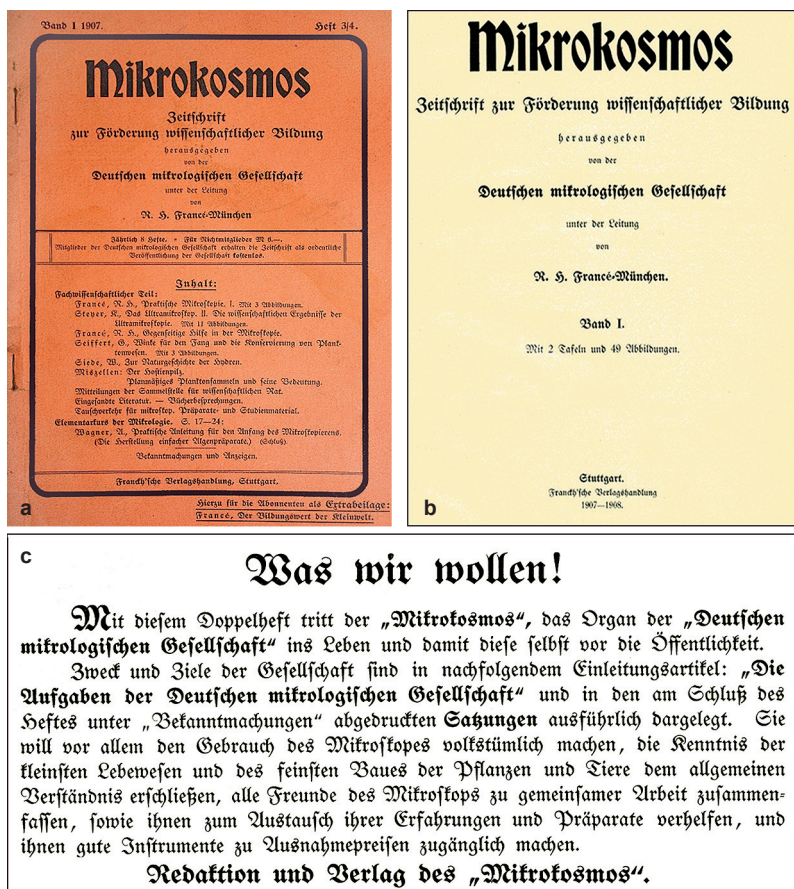 Band I 1907. Heft 3/4.
Mikrokosmos
Zeitschrift
zur Förderung wissenschaftlicher Bildung
herausgegeben
von der
Deutschen mikrologischen Gesellschaft
unter der Leitung
von
R. H. Francé-München
Jährlich 8 Hefte. • Für Nichtmitglieder M 6.—.
Mitglieder der Deutschen mikrologischen Gesellschaft erhalten die Zeitschrift als ordentliche
Veröffentlichung der Gesellschaft kostenlos.
Inhalt:
Fachwissenschaftlicher Teil:
Francé, R. H., Praktische Mikroskopie. I. Mit 3 Abbildungen.
Steyer, K., Das Ultramikroskop. II. Die wissenschaftlichen Ergebnisse der
Ultramikroskopie. Mit 11 Abbildungen.
Francé, R. H., Gegenseitige Hilfe in der Mikroskopie.
Seiffert, G., Winke für den Fang und die Konservierung von Plank-
tonwesen. Mit 3 Abbildungen.
Siede, W., Zur Naturgeschichte der Hydren.
Miszellen: Der Hostienpilz.
Planmäßiges Planktonsammeln und seine Bedeutung.
Mitteilungen der Sammelstelle für wissenschaftlichen Rat.
Eingesandte Literatur. — Bücherbesprechungen.
Tauschverkehr für mikroskop. Präparate- und Studienmaterial.
Elementarkurs der Mikrologie. S. 17—24:
Wagner, A., Praktische Anleitung für den Anfang des Mikroskopierens.
(Die Herstellung einfacher Algenpräparate.) (Schluß).
Bekanntmachungen und Anzeigen.
Franckh'sche Verlagshandlung, Stuttgart.
Hierzu für die Abonnenten als Extrabeilage:
Francé, Der Bildungswert der Kleinwelt.
a
Mikrokosmos
Zeitschrift zur Förderung wissenschaftlicher Bildung
herausgegeben
von der
Deutschen mikrologischen Gesellschaft
unter der Leitung
von
R. H. Francé-München.
Band I.
Mit 2 Tafeln und 49 Abbildungen.
Stuttgart.
Franckh'sche Verlagshandlung
1907—1908.
b
c
Was wir wollen!
Mit diesem Doppelheft tritt der „Mikrokosmos“, das Organ der „Deutschen
mikrologischen Gesellschaft“ ins Leben und damit diese selbst vor die Öffentlichkeit.
Zweck und Ziele der Gesellschaft sind in nachfolgendem Einleitungsartikel: „Die
Aufgaben der Deutschen mikrologischen Gesellschaft“ und in den am Schluß des
Heftes unter „Bekanntmachungen“ abgedruckten Satzungen ausführlich dargelegt. Sie
will vor allem den Gebrauch des Mikroskopes volkstümlich machen, die Kenntnis der
kleinsten Lebewesen und des feinsten Baues der Pflanzen und Tiere dem allgemeinen
Verständnis erschließen, alle Freunde des Mikroskops zu gemeinsamer Arbeit zusammen-
fassen, sowie ihnen zum Austausch ihrer Erfahrungen und Präparate verhelfen, und
ihnen gute Instrumente zu Ausnahmepreisen zugänglich machen.
Redaktion und Verlag des „Mikrokosmos“.